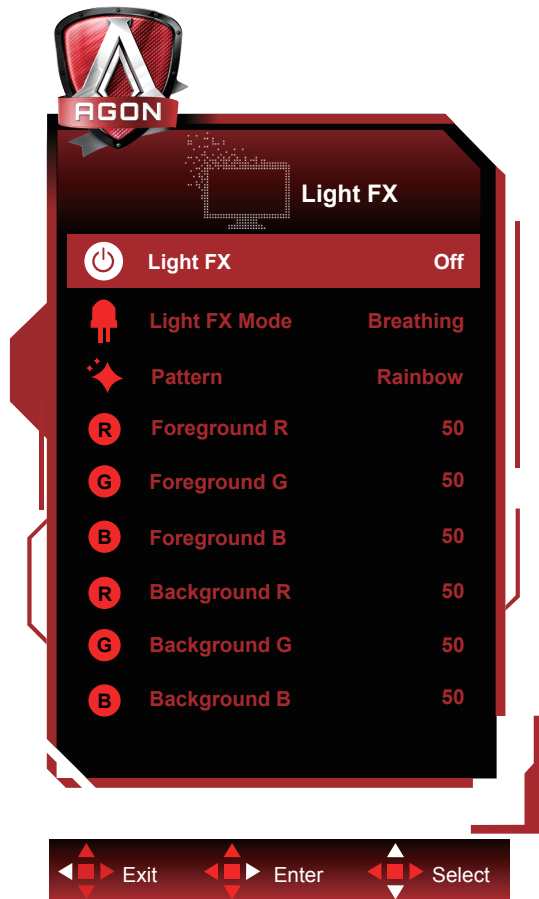 AGON
Light FX
Light FX Off
Light FX Mode Breathing
Pattern Rainbow
R Foreground R 50
G Foreground G 50
B Foreground B 50
R Background R 50
G Background G 50
B Background B 50
Exit Enter Select